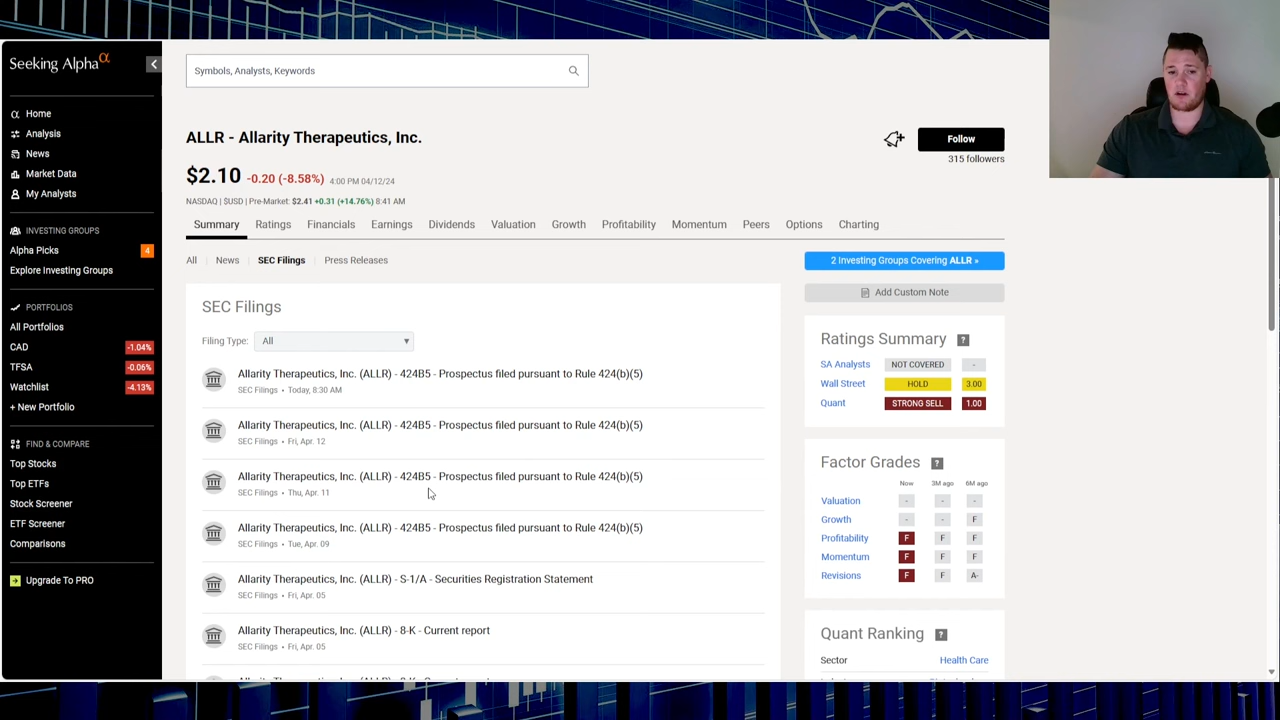 Seeking Alpha α
Home
Analysis
News
Market Data
My Analysts
INVESTING GROUPS
Alpha Picks 4
Explore Investing Groups
PORTFOLIOS
All Portfolios
CAD -1.04%
TFSA -0.06%
Watchlist -4.13%
+ New Portfolio
FIND & COMPARE
Top Stocks
Top ETFs
Stock Screener
ETF Screener
Comparisons
Upgrade To PRO
Symbols, Analysts, Keywords
ALLR - Allarity Therapeutics, Inc.
Follow
315 followers
$2.10 -0.20 (-8.58%) 4:00 PM 04/12/24
NASDAQ | $USD | Pre-Market: $2.41 +0.31 (+14.76%) 8:41 AM
Summary Ratings Financials Earnings Dividends Valuation Growth Profitability Momentum Peers Options Charting
All News SEC Filings Press Releases
SEC Filings
Filing Type: All
Allarity Therapeutics, Inc. (ALLR) - 424B5 - Prospectus filed pursuant to Rule 424(b)(5)
SEC Filings • Today, 8:30 AM
Allarity Therapeutics, Inc. (ALLR) - 424B5 - Prospectus filed pursuant to Rule 424(b)(5)
SEC Filings • Fri, Apr. 12
Allarity Therapeutics, Inc. (ALLR) - 424B5 - Prospectus filed pursuant to Rule 424(b)(5)
SEC Filings • Thu, Apr. 11
Allarity Therapeutics, Inc. (ALLR) - 424B5 - Prospectus filed pursuant to Rule 424(b)(5)
SEC Filings • Tue, Apr. 09
Allarity Therapeutics, Inc. (ALLR) - S-1/A - Securities Registration Statement
SEC Filings • Fri, Apr. 05
Allarity Therapeutics, Inc. (ALLR) - 8-K - Current report
SEC Filings • Fri, Apr. 05
2 Investing Groups Covering ALLR »
Add Custom Note
Ratings Summary ?
SA Analysts NOT COVERED -
Wall Street HOLD 3.00
Quant STRONG SELL 1.00
Factor Grades ?
Now 3M ago 6M ago
Valuation - - -
Growth - - F
Profitability F F F
Momentum F F F
Revisions F F A-
Quant Ranking ?
Sector Health Care